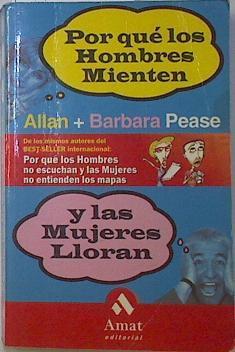 Por qué los
Hombres
Mienten
Allan + Barbara Pease
De los mismos autores del
BEST SELLER internacional:
Por qué los Hombres
no escuchan y las Mujeres
no entienden los mapas
y las
Mujeres
Lloran
Amat
editorial